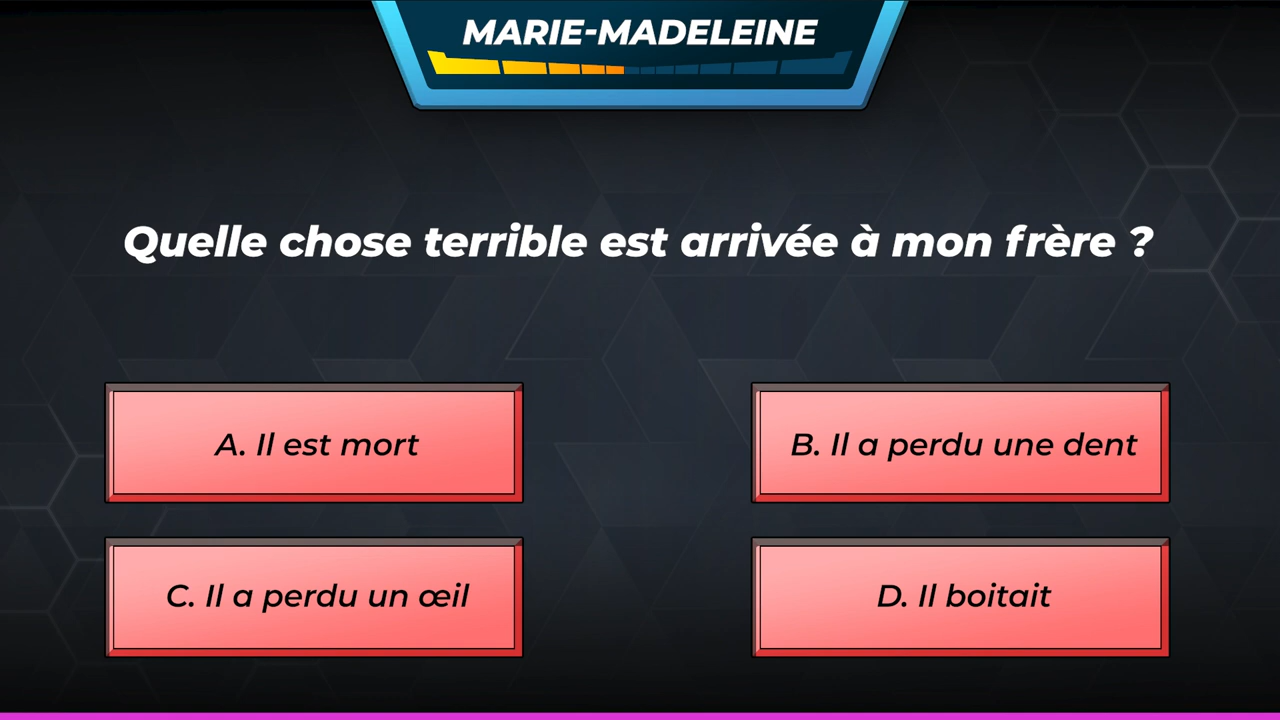 MARIE-MADELEINE
Quelle chose terrible est arrivée à mon frère ?
A. Il est mort
B. Il a perdu une dent
C. Il a perdu un œil
D. Il boitait